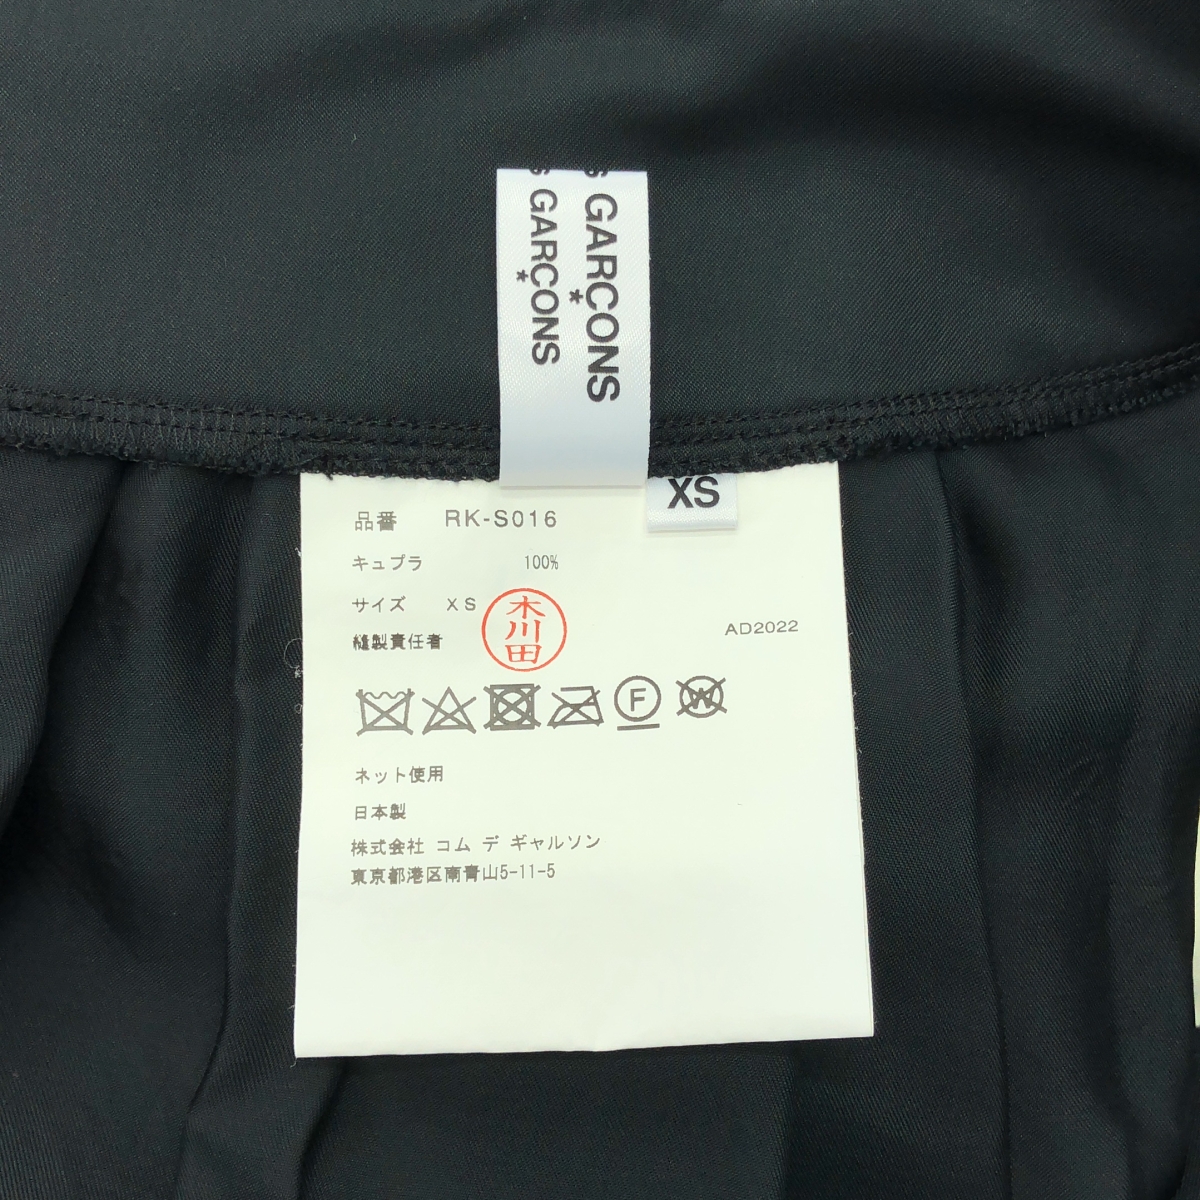 S GARÇONS
S GARÇONS
XS
品番 RK-S016
キュプラ 100%
サイズ XS
縫製責任者 木川田
AD2022
F
W
ネット使用
日本製
株式会社 コム デ ギャルソン
東京都港区南青山5-11-5